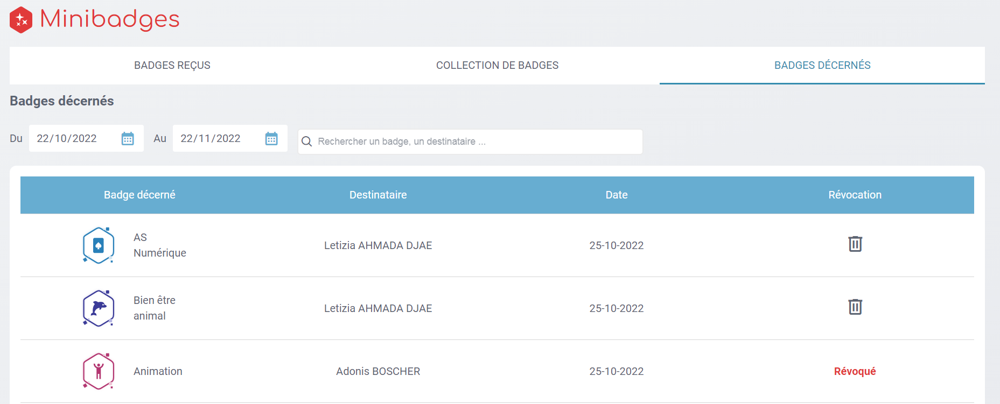 Minibadges
BADGES REÇUS
COLLECTION DE BADGES
BADGES DÉCERNÉS
Badges décernés
Du 22/10/2022 Au 22/11/2022 Rechercher un badge, un destinataire ...
Badge décerné Destinataire Date Révocation
AS
Numérique
Letizia AHMADA DJAE 25-10-2022
Bien être
animal
Letizia AHMADA DJAE 25-10-2022
Animation Adonis BOSCHER 25-10-2022 Révoqué